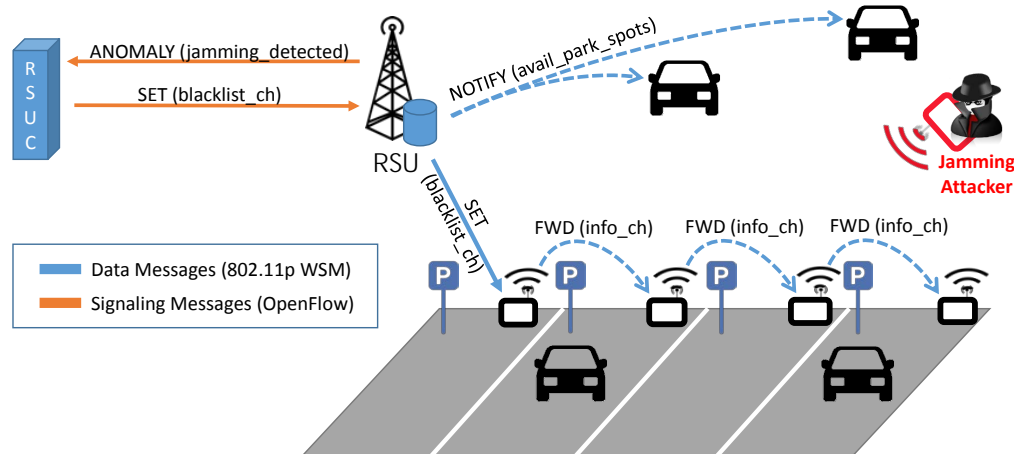 ANOMALY (jamming_detected)
R
S
U
C
SET (blacklist_ch)
NOTIFY (avail_park_spots)
RSU
Jamming
Attacker
SET
(blacklist_ch)
FWD (info_ch)
FWD (info_ch)
FWD (info_ch)
Data Messages (802.11p WSM)
Signaling Messages (OpenFlow)
P
P
P
P